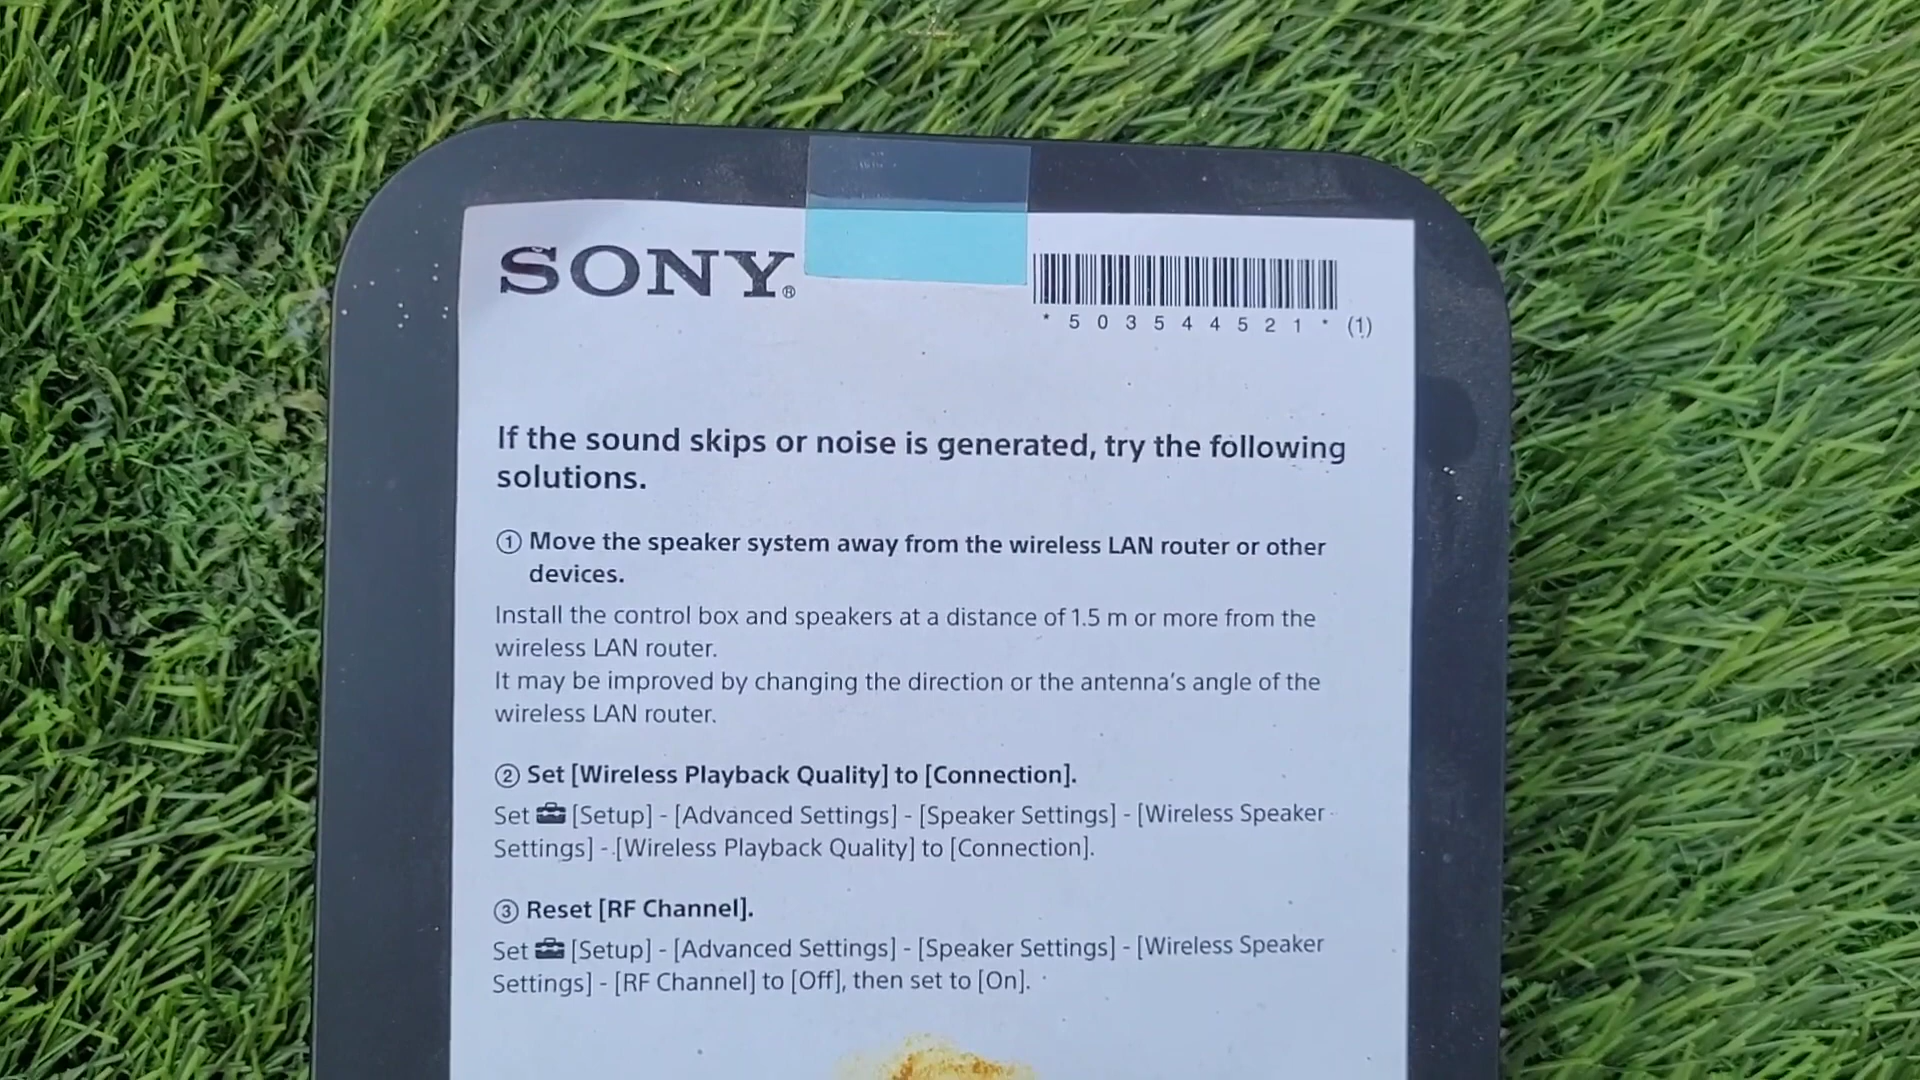 SONY®
* 5 0 3 5 4 4 5 2 1 * (1)
If the sound skips or noise is generated, try the following
solutions.
① Move the speaker system away from the wireless LAN router or other
devices.
Install the control box and speakers at a distance of 1.5 m or more from the
wireless LAN router.
It may be improved by changing the direction or the antenna’s angle of the
wireless LAN router.
② Set [Wireless Playback Quality] to [Connection].
Set [Setup] - [Advanced Settings] - [Speaker Settings] - [Wireless Speaker
Settings] - [Wireless Playback Quality] to [Connection].
③ Reset [RF Channel].
Set [Setup] - [Advanced Settings] - [Speaker Settings] - [Wireless Speaker
Settings] - [RF Channel] to [Off], then set to [On].